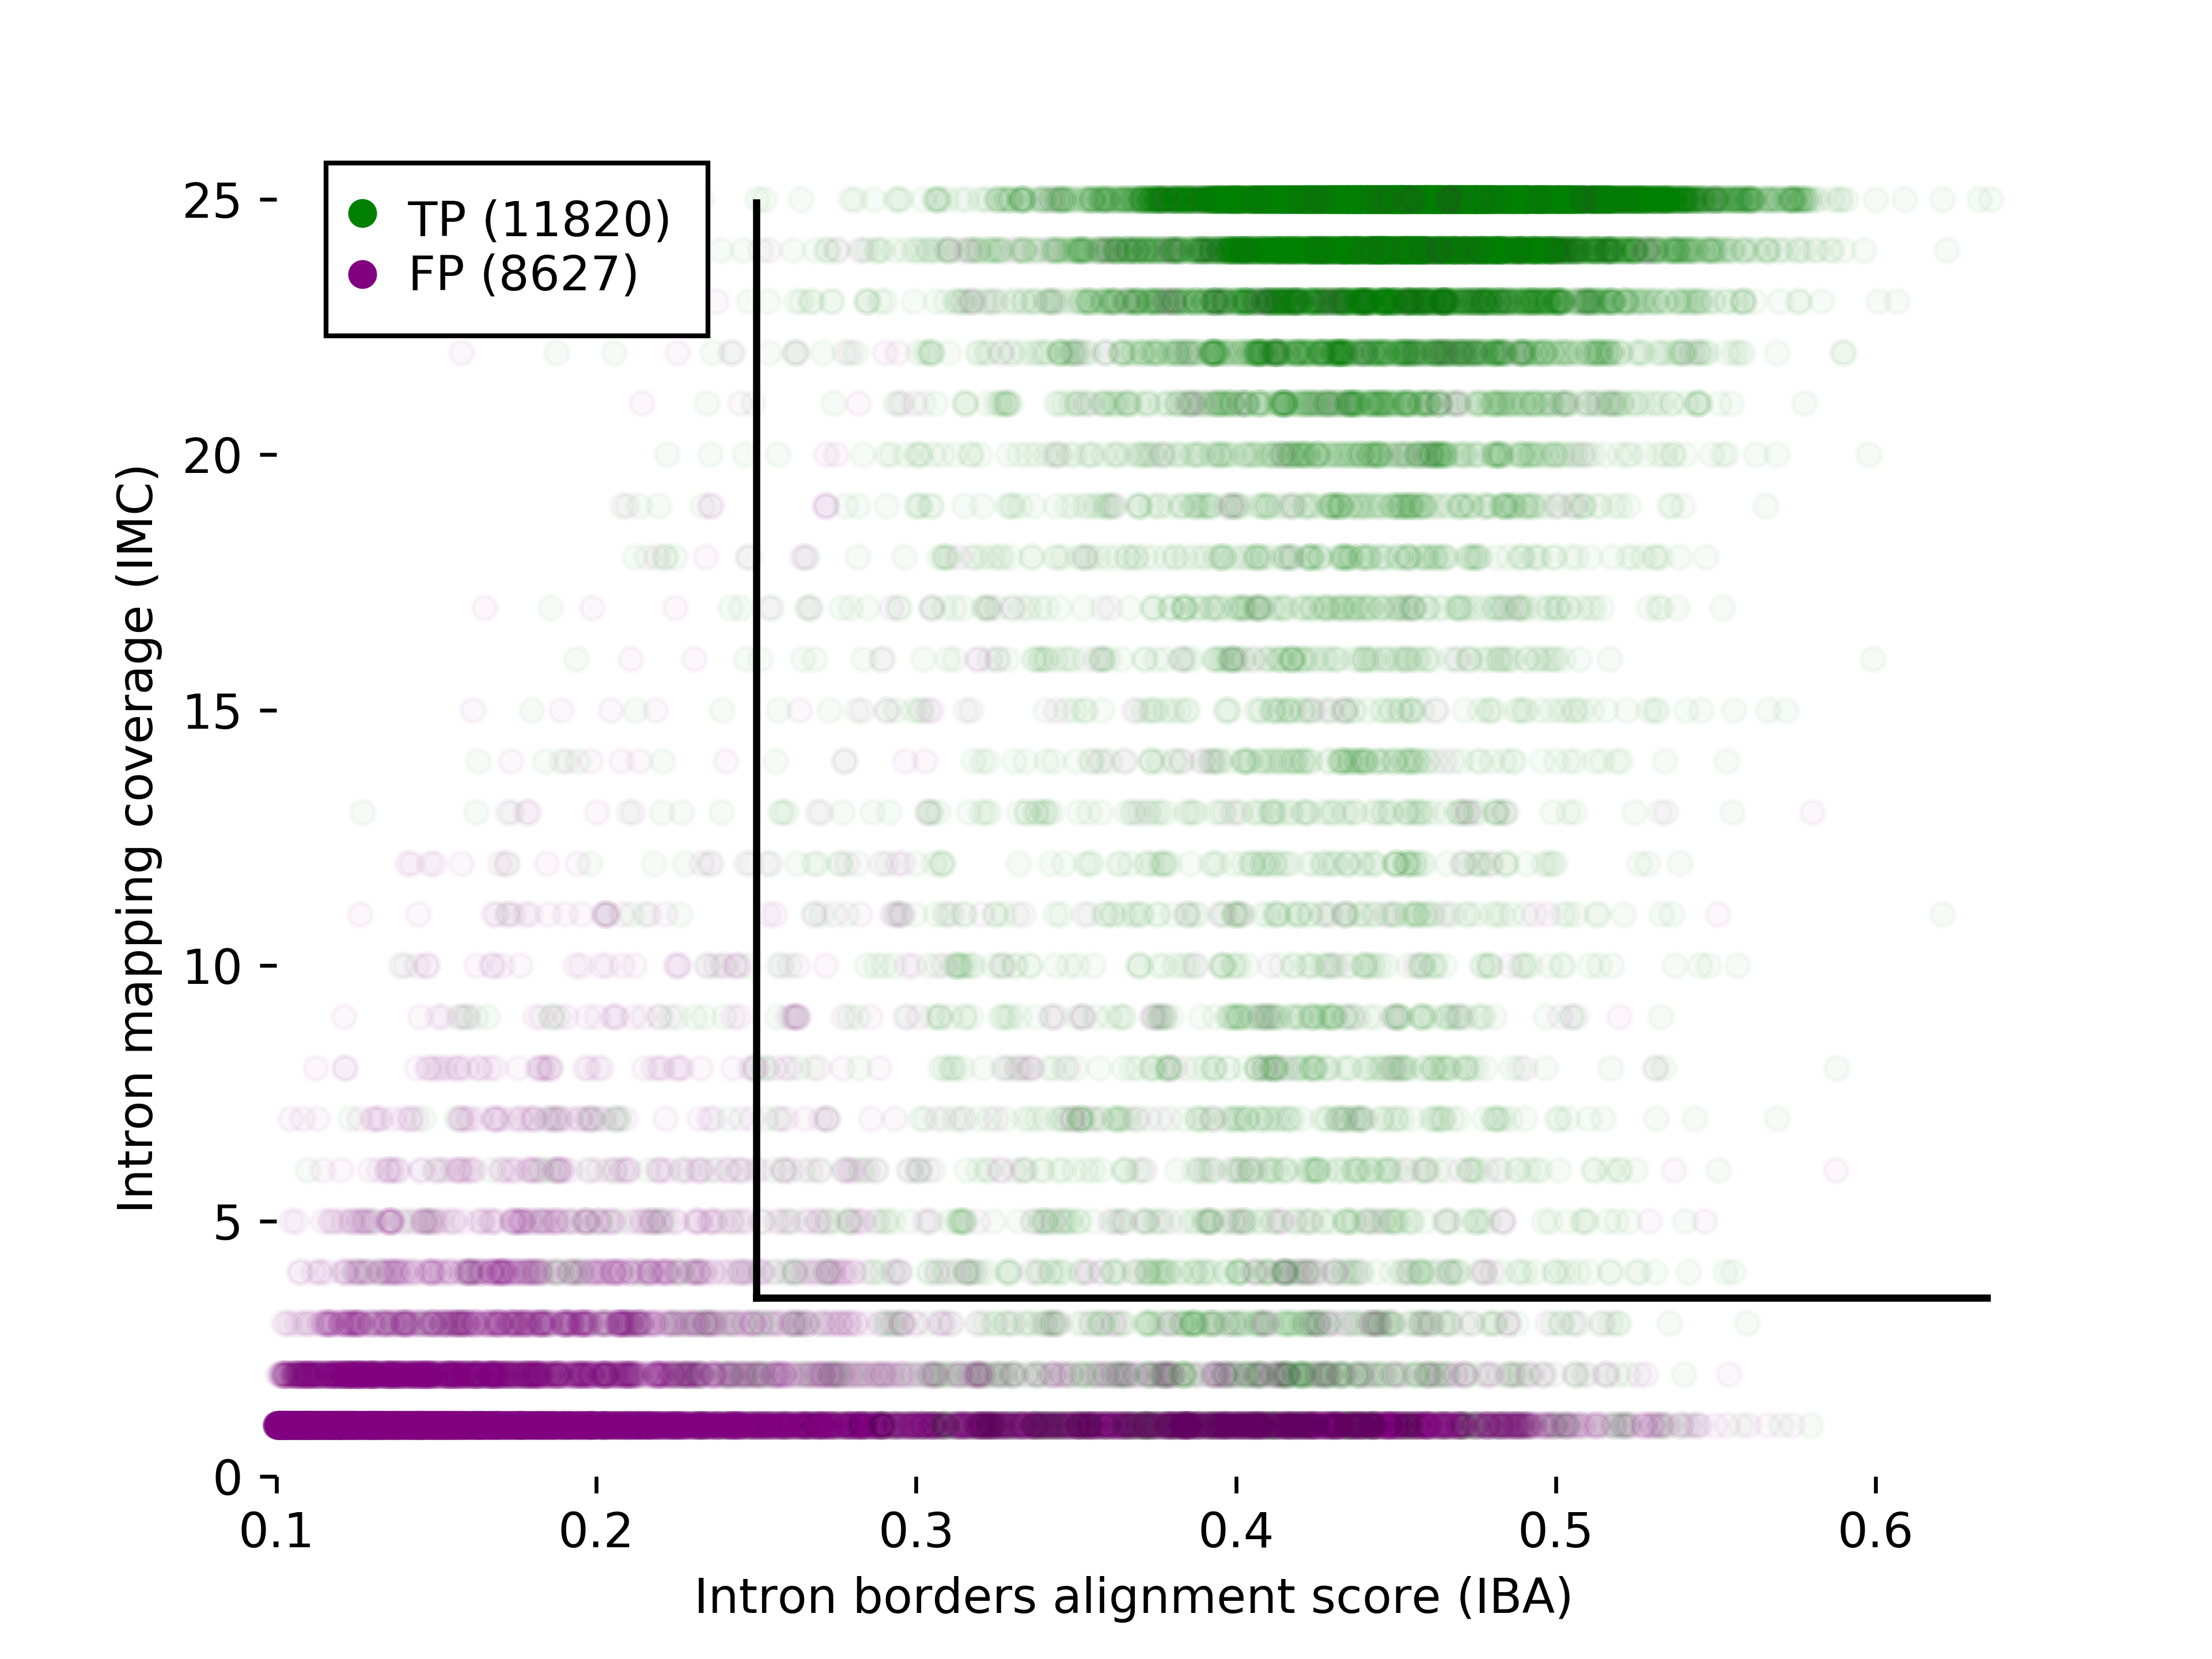 TP (11820)
FP (8627)
25
20
15
10
5
0
Intron mapping coverage (IMC)
0.1 0.2 0.3 0.4 0.5 0.6
Intron borders alignment score (IBA)